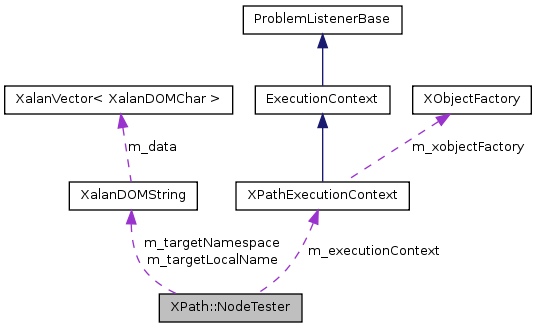 ProblemListenerBase
XalanVector< XalanDOMChar >
ExecutionContext
XObjectFactory
m_data
m_xobjectFactory
XalanDOMString
XPathExecutionContext
m_targetNamespace
m_targetLocalName
m_executionContext
XPath::NodeTester